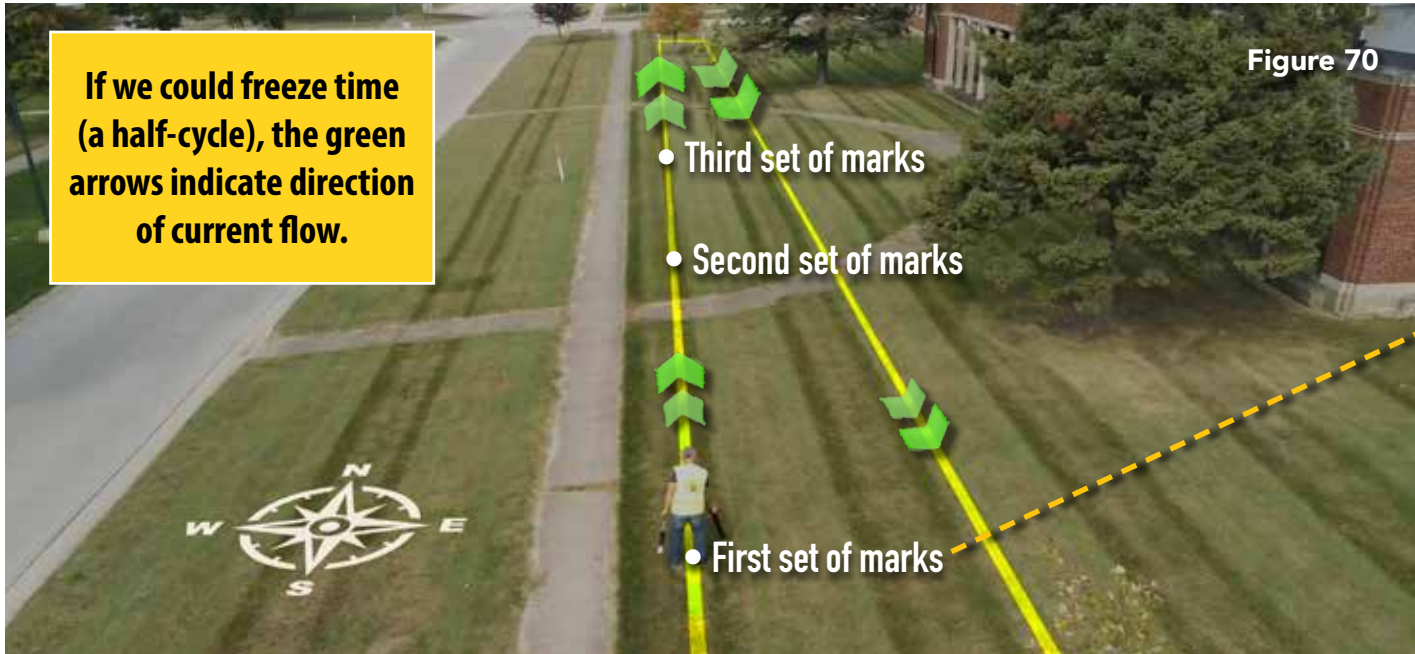 If we could freeze time
(a half-cycle), the green
arrows indicate direction
of current flow.
Figure 70
Third set of marks
Second set of marks
First set of marks
N
W
E
S